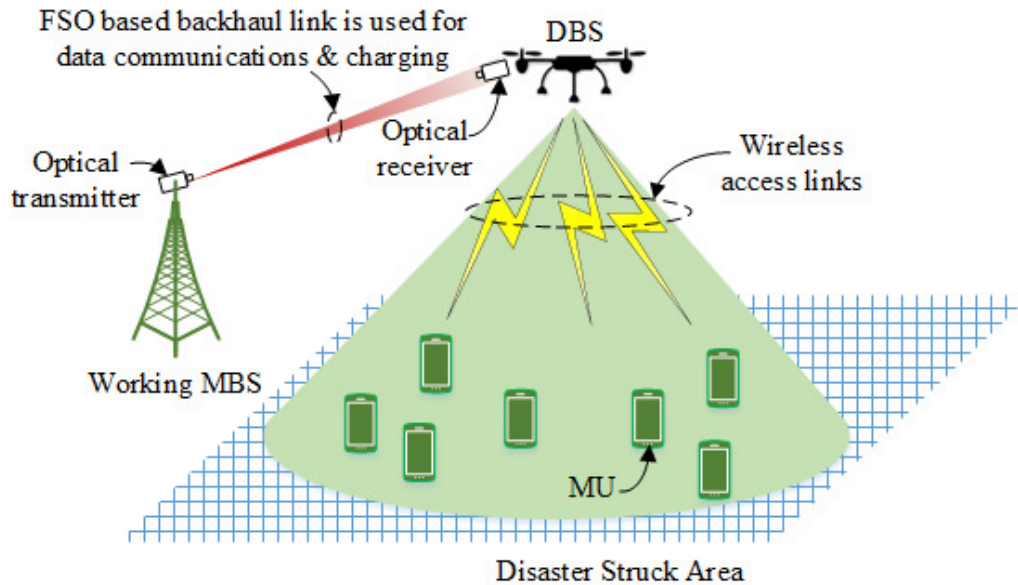 FSO based backhaul link is used for
data communications & charging
DBS
Optical
receiver
Optical
transmitter
Wireless
access links
Working MBS
MU
Disaster Struck Area